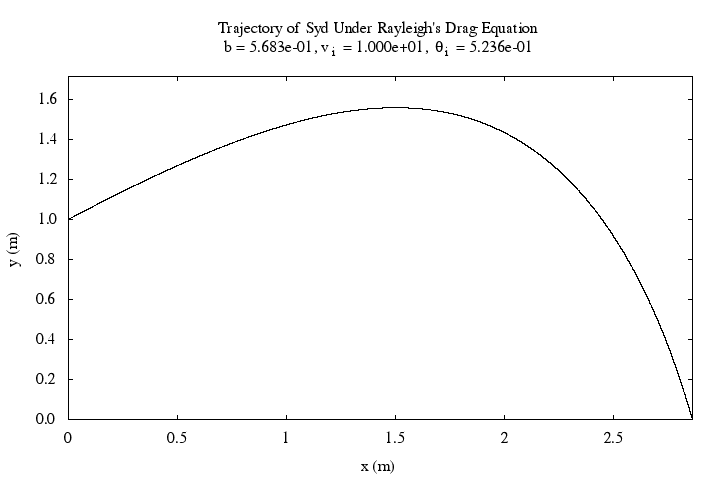 Trajectory of Syd Under Rayleigh's Drag Equation
b = 5.683e-01, v i = 1.000e+01, θ i = 5.236e-01
1.6
1.4
1.2
1.0
0.8
0.6
0.4
0.2
0.0
y (m)
0 0.5 1 1.5 2 2.5
x (m)